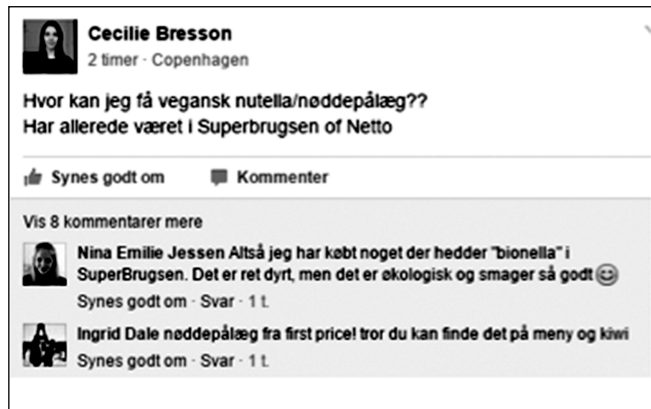 Cecilie Bresson
2 timer · Copenhagen
Hvor kan jeg få vegansk nutella/nøddepålæg??
Har allerede været i Superbrugsen of Netto
Synes godt om Kommenter
Vis 8 kommentarer mere
Nina Emilie Jessen Altså jeg har købt noget der hedder "bionella" i
SuperBrugsen. Det er ret dyrt, men det er økologisk og smager så godt 😊
Synes godt om · Svar · 1 t.
Ingrid Dale nøddepålæg fra first price! tror du kan finde det på meny og kiwi
Synes godt om · Svar · 1 t.